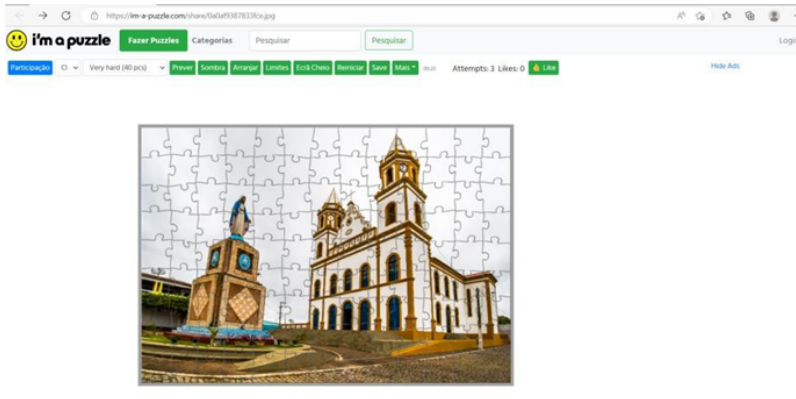 https://im-a-puzzle.com/share/0a0af9387833fce.jpg
i'm a puzzle Fazer Puzzles Categorias Pesquisar Pesquisar Logi
Participação Cl Very hard (40 pcs) Prever Sombra Arranjar Limites Ecrã Cheio Reiniciar Save Mais Attempts: 3 Likes: 0 Like Hide Ads